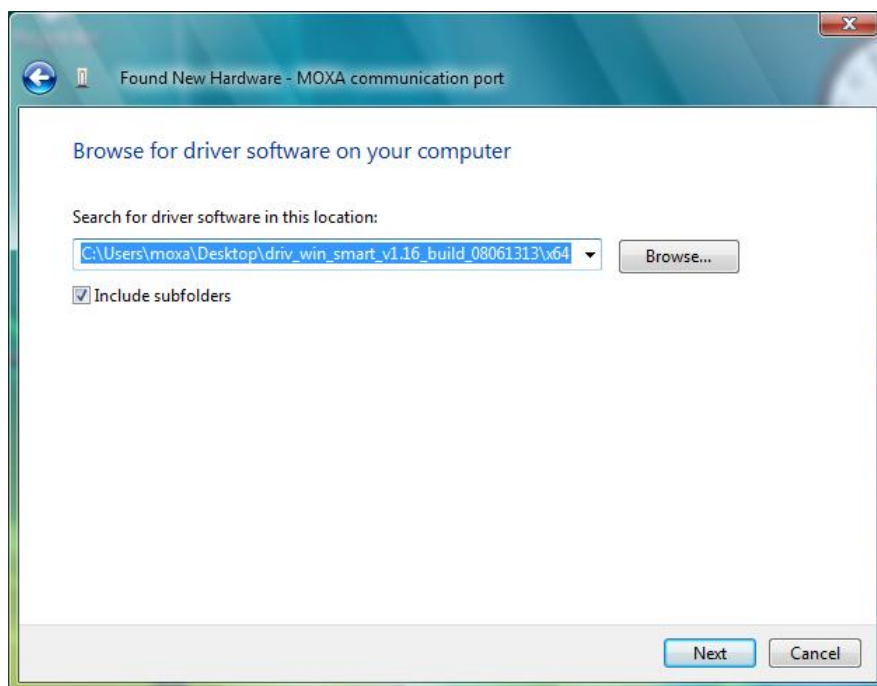 Found New Hardware - MOXA communication port
Browse for driver software on your computer
Search for driver software in this location:
C:\Users\moxa\Desktop\driv_win_smart_v1.16_build_08061313\x64
Browse...
Include subfolders
Next
Cancel